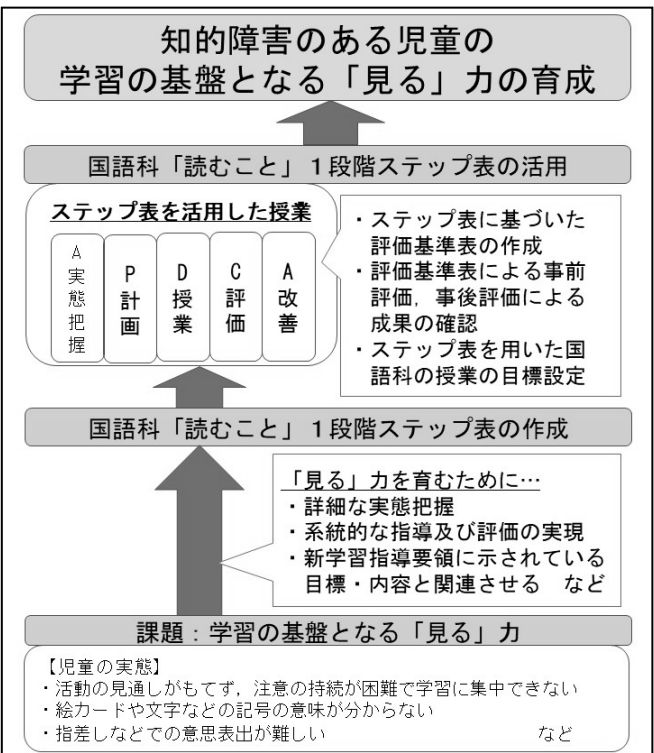 知的障害のある児童の
学習の基盤となる「見る」力の育成
国語科「読むこと」１段階ステップ表の活用
ステップ表を活用した授業
A実態把握
P計画
D授業
C評価
A改善
・ステップ表に基づいた
評価基準表の作成
・評価基準表による事前
評価，事後評価による
成果の確認
・ステップ表を用いた国
語科の授業の目標設定
国語科「読むこと」１段階ステップ表の作成
「見る」力を育むために…
・詳細な実態把握
・系統的な指導及び評価の実現
・新学習指導要領に示されている
目標・内容と関連させる　など
課題：学習の基盤となる「見る」力
【児童の実態】
・活動の見通しがもてず，注意の持続が困難で学習に集中できない
・絵カードや文字などの記号の意味が分からない
・指差しなどでの意思表出が難しい　など